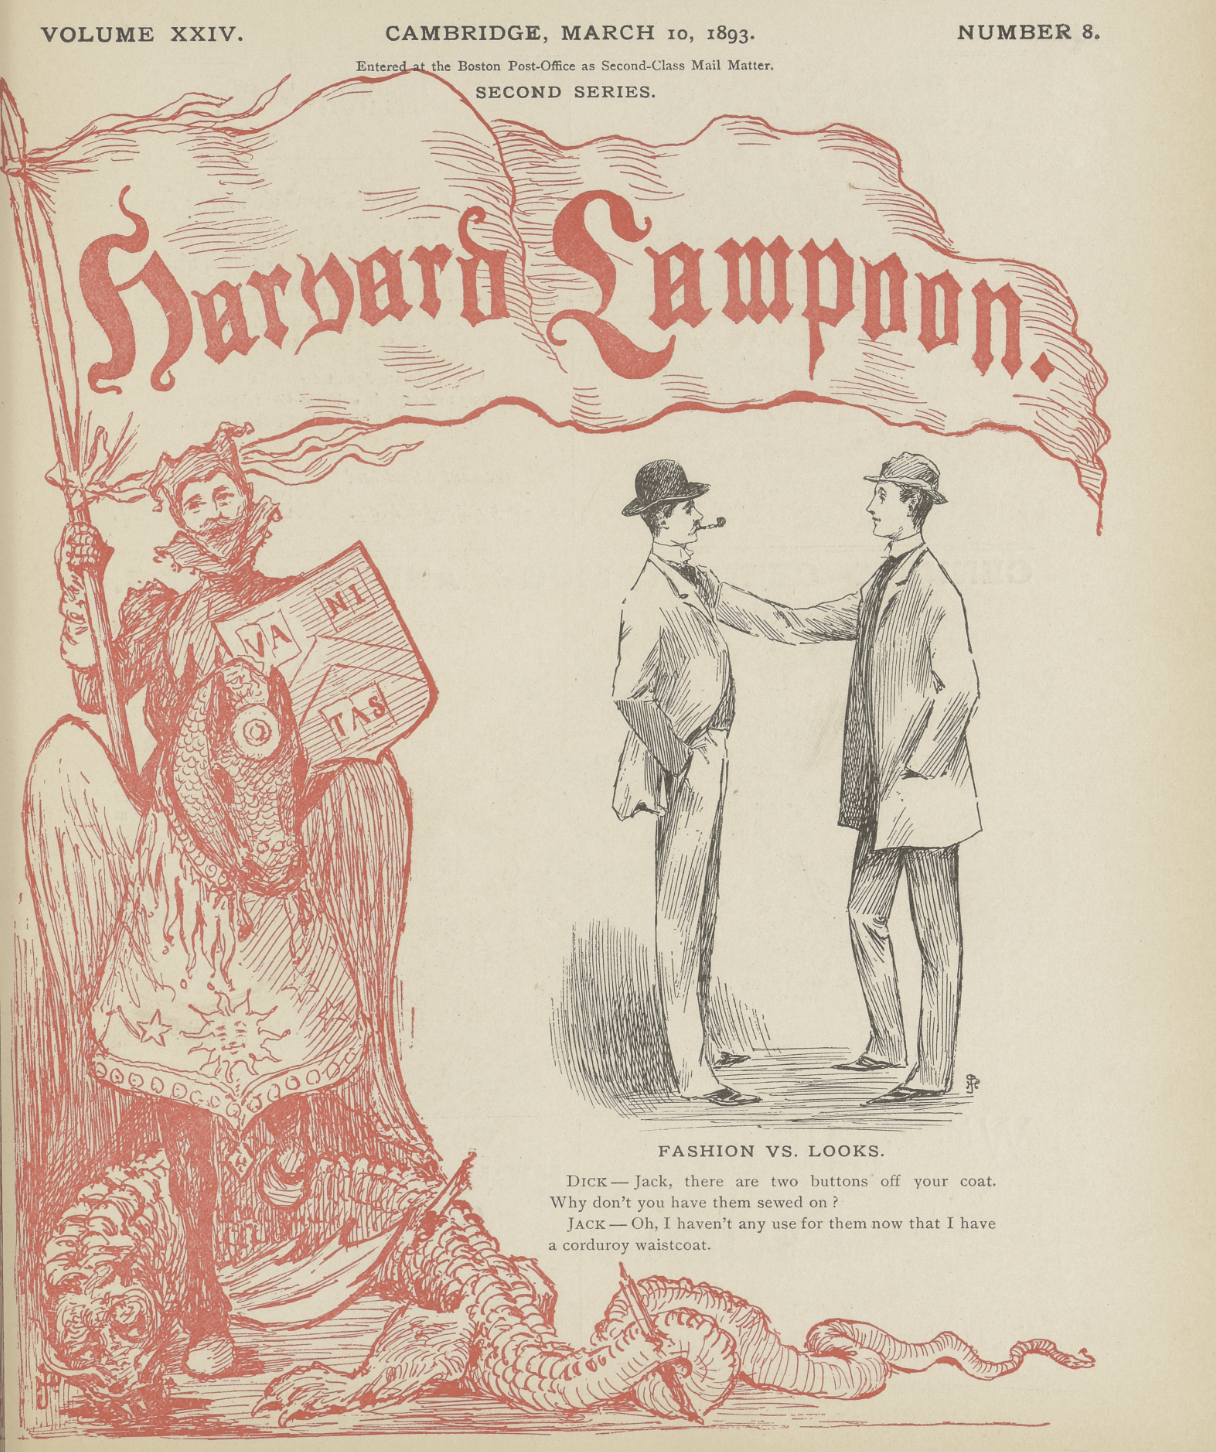 VOLUME XXIV.
CAMBRIDGE, MARCH 10, 1893.
NUMBER 8.
Entered at the Boston Post-Office as Second-Class Mail Matter.
SECOND SERIES.
Harvard Lampoon.
VA NI
TAS
FASHION VS. LOOKS.
DICK — Jack, there are two buttons off your coat.
Why don't you have them sewed on ?
JACK — Oh, I haven't any use for them now that I have
a corduroy waistcoat.